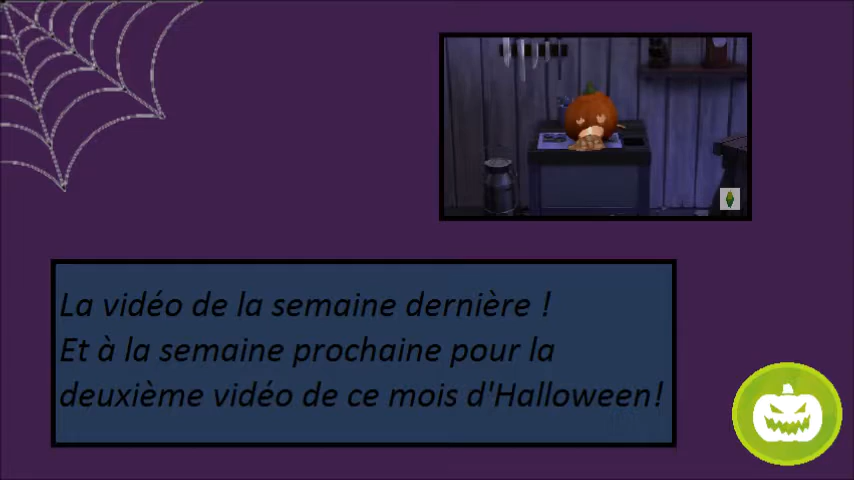 La vidéo de la semaine dernière !
Et à la semaine prochaine pour la
deuxième vidéo de ce mois d'Halloween!